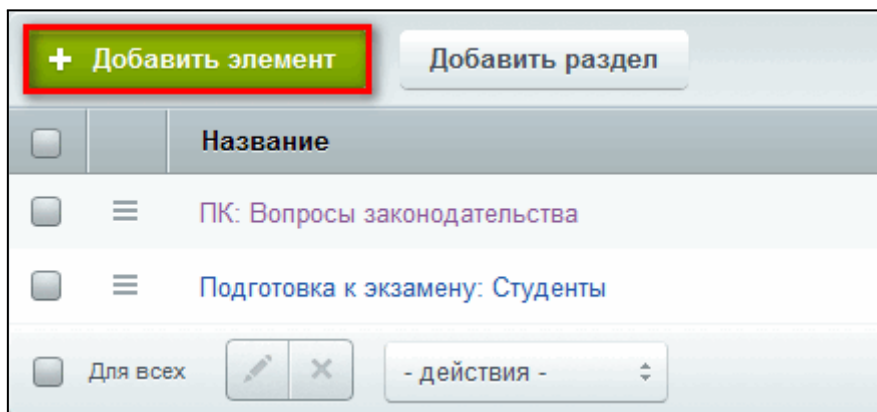 + Добавить элемент Добавить раздел
Название
ПК: Вопросы законодательства
Подготовка к экзамену: Студенты
Для всех - действия -